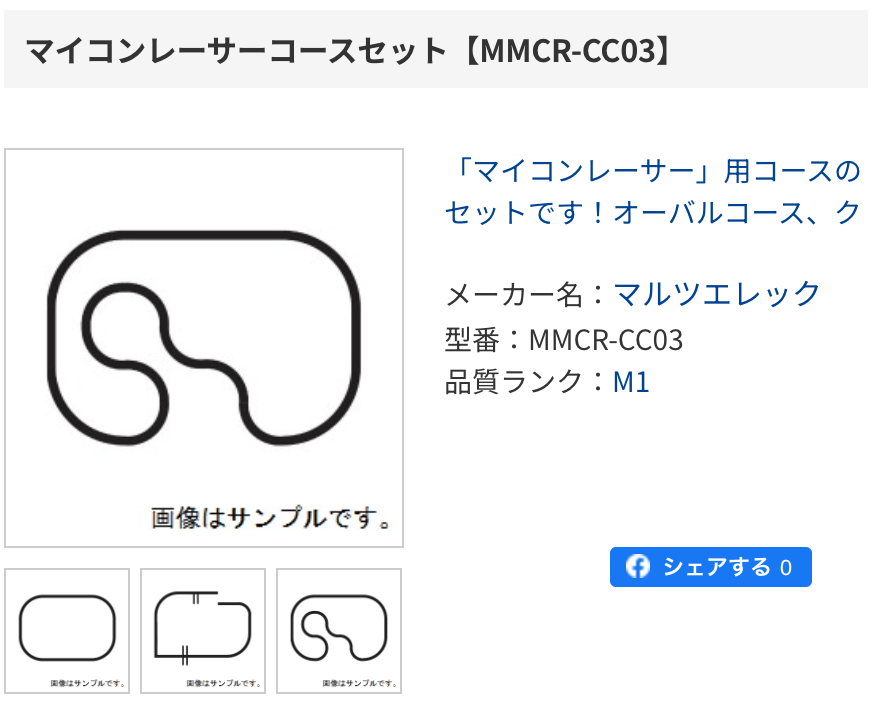 マイコンレーサーコースセット【MMCR-CC03】
「マイコンレーサー」用コースの
セットです！オーバルコース、ク
メーカー名：マルツエレック
型番：MMCR-CC03
品質ランク：M1
画像はサンプルです。
シェアする 0
画像はサンプルです。
画像はサンプルです。
画像はサンプルです。